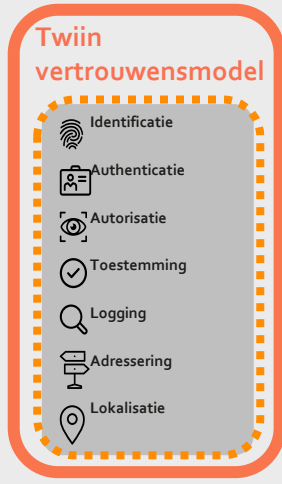 Twiin
vertrouwensmodel
Identificatie
Authenticatie
Autorisatie
Toestemming
Logging
Adressering
Lokalisatie